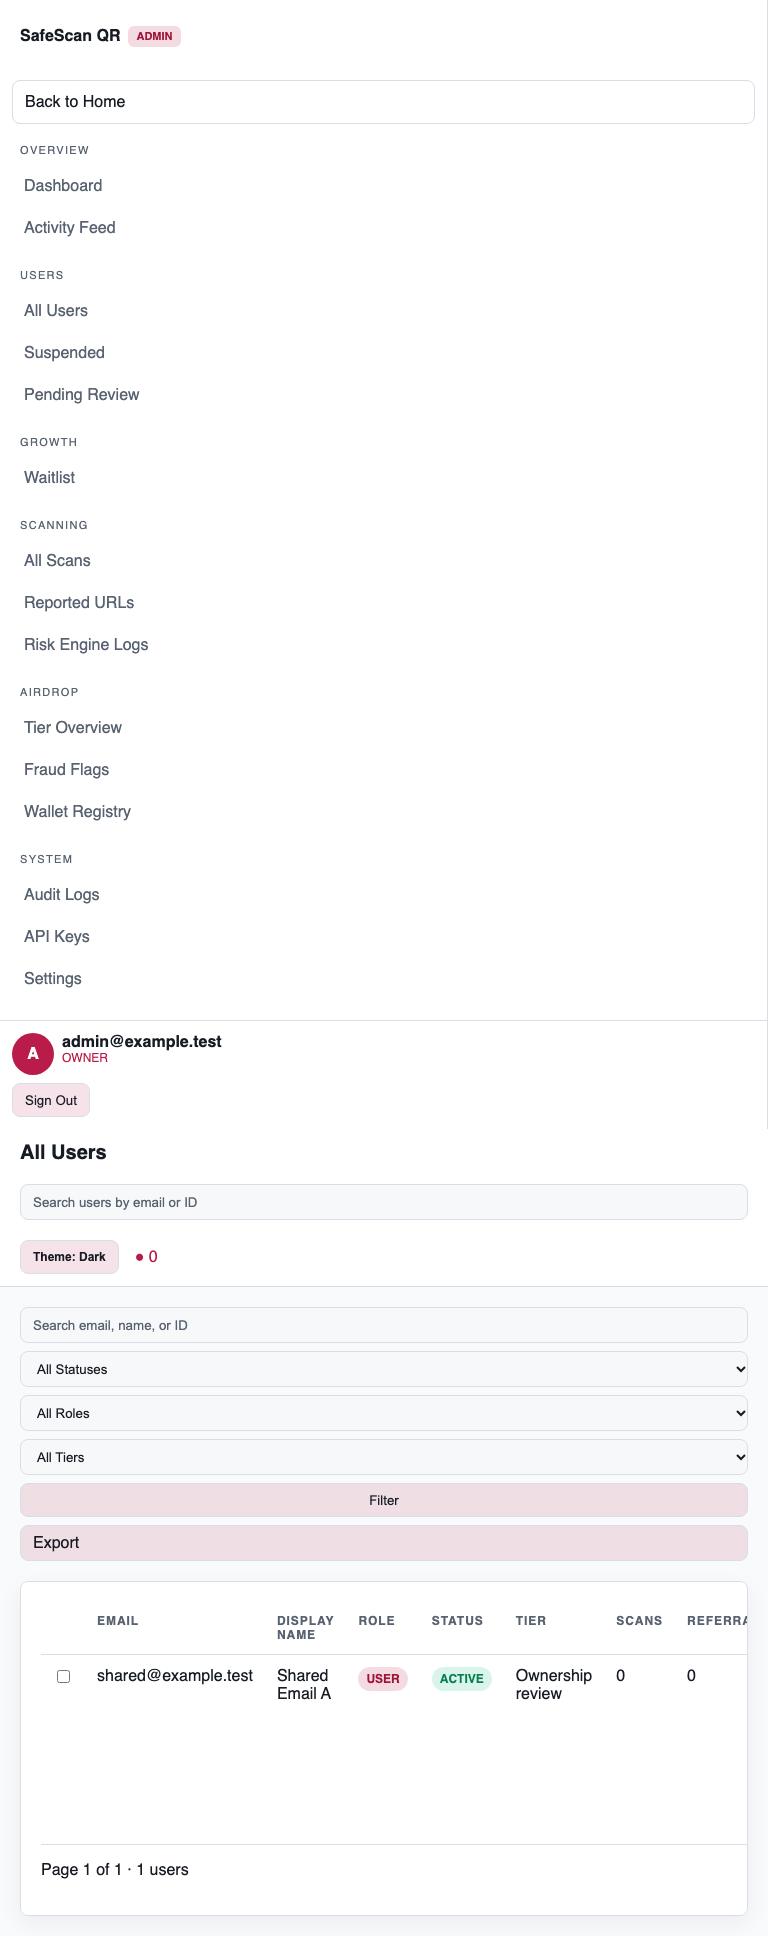 SafeScan QR ADMIN
Back to Home
OVERVIEW
Dashboard
Activity Feed
USERS
All Users
Suspended
Pending Review
GROWTH
Waitlist
SCANNING
All Scans
Reported URLs
Risk Engine Logs
AIRDROP
Tier Overview
Fraud Flags
Wallet Registry
SYSTEM
Audit Logs
API Keys
Settings
A
admin@example.test
OWNER
Sign Out
All Users
Search users by email or ID
Theme: Dark ● 0
Search email, name, or ID
All Statuses
All Roles
All Tiers
Filter
Export
EMAIL DISPLAY NAME ROLE STATUS TIER SCANS REFERRA
shared@example.test Shared Email A USER ACTIVE Ownership review 0 0
Page 1 of 1 · 1 users